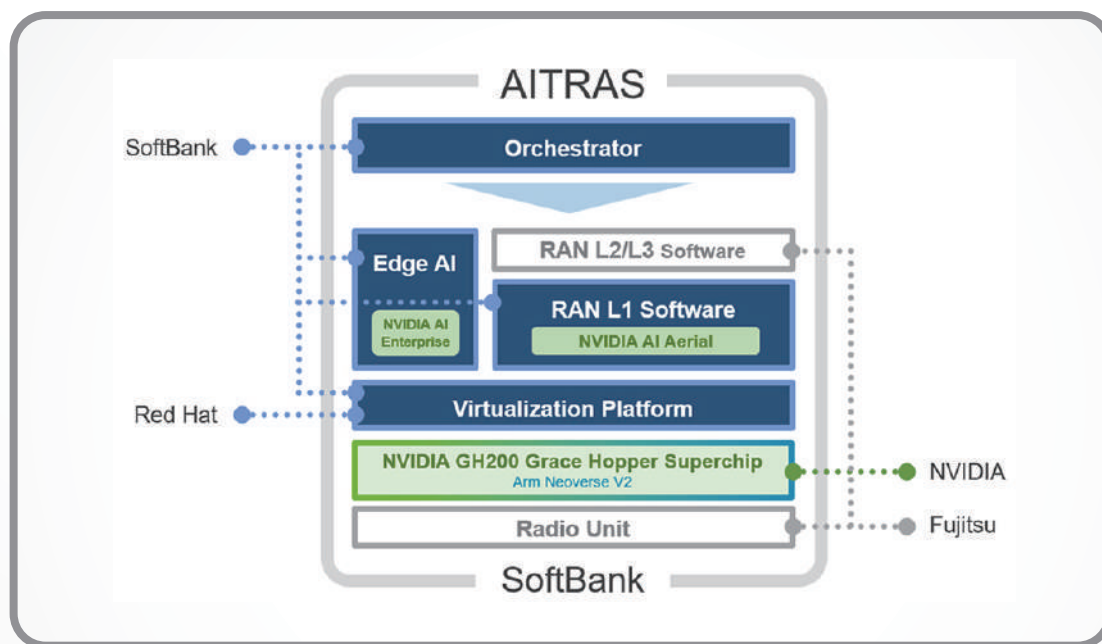 AITRAS
SoftBank
Orchestrator
Edge AI
NVIDIA AI
Enterprise
RAN L2/L3 Software
RAN L1 Software
NVIDIA AI Aerial
Red Hat
Virtualization Platform
NVIDIA GH200 Grace Hopper Superchip
Arm Neoverse V2
NVIDIA
Radio Unit
Fujitsu
SoftBank